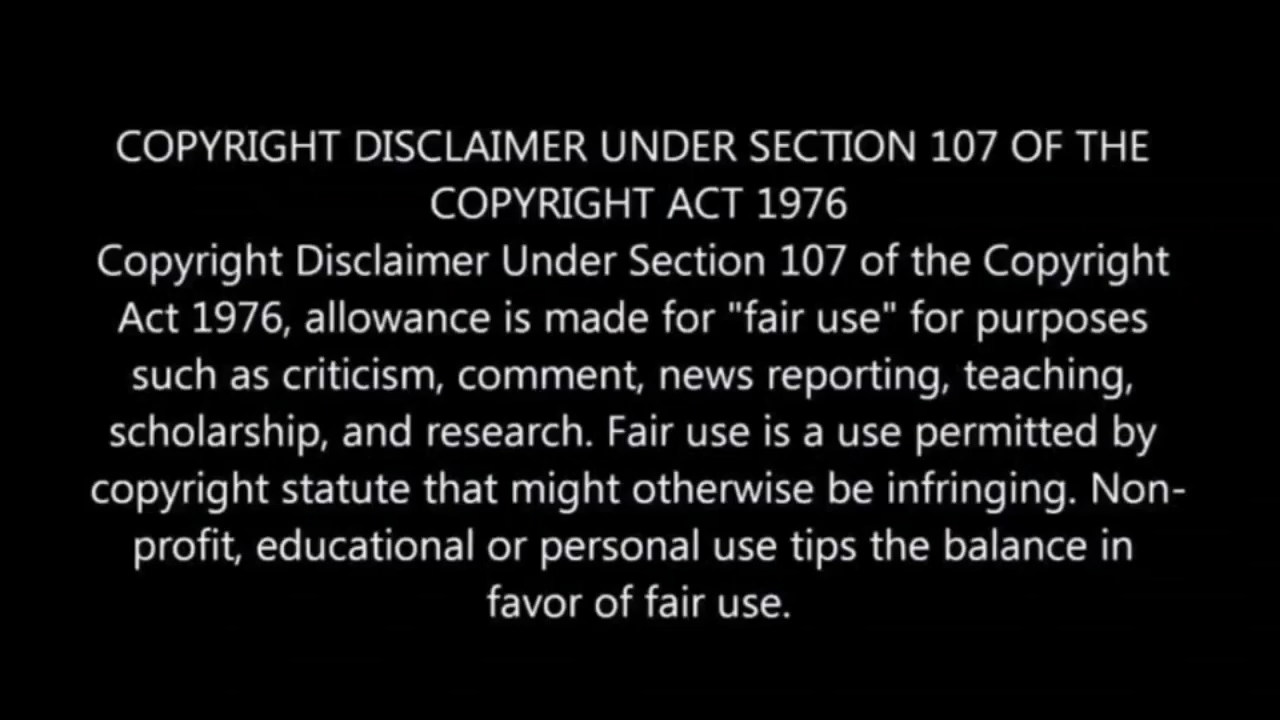 COPYRIGHT DISCLAIMER UNDER SECTION 107 OF THE
COPYRIGHT ACT 1976
Copyright Disclaimer Under Section 107 of the Copyright
Act 1976, allowance is made for "fair use" for purposes
such as criticism, comment, news reporting, teaching,
scholarship, and research. Fair use is a use permitted by
copyright statute that might otherwise be infringing. Non-
profit, educational or personal use tips the balance in
favor of fair use.